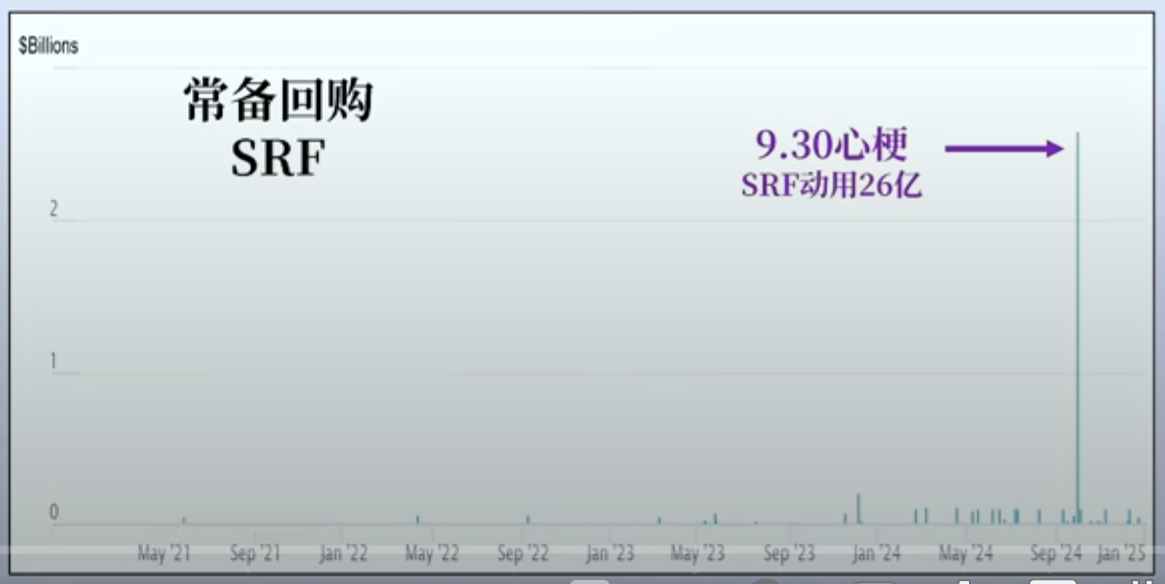 $Billions
常备回购
SRF
9.30心梗
SRF动用26亿
2
1
0
May '21
Sep '21
Jan '22
May '22
Sep '22
Jan '23
May '23
Sep '23
Jan '24
May '24
Sep '24
Jan '25